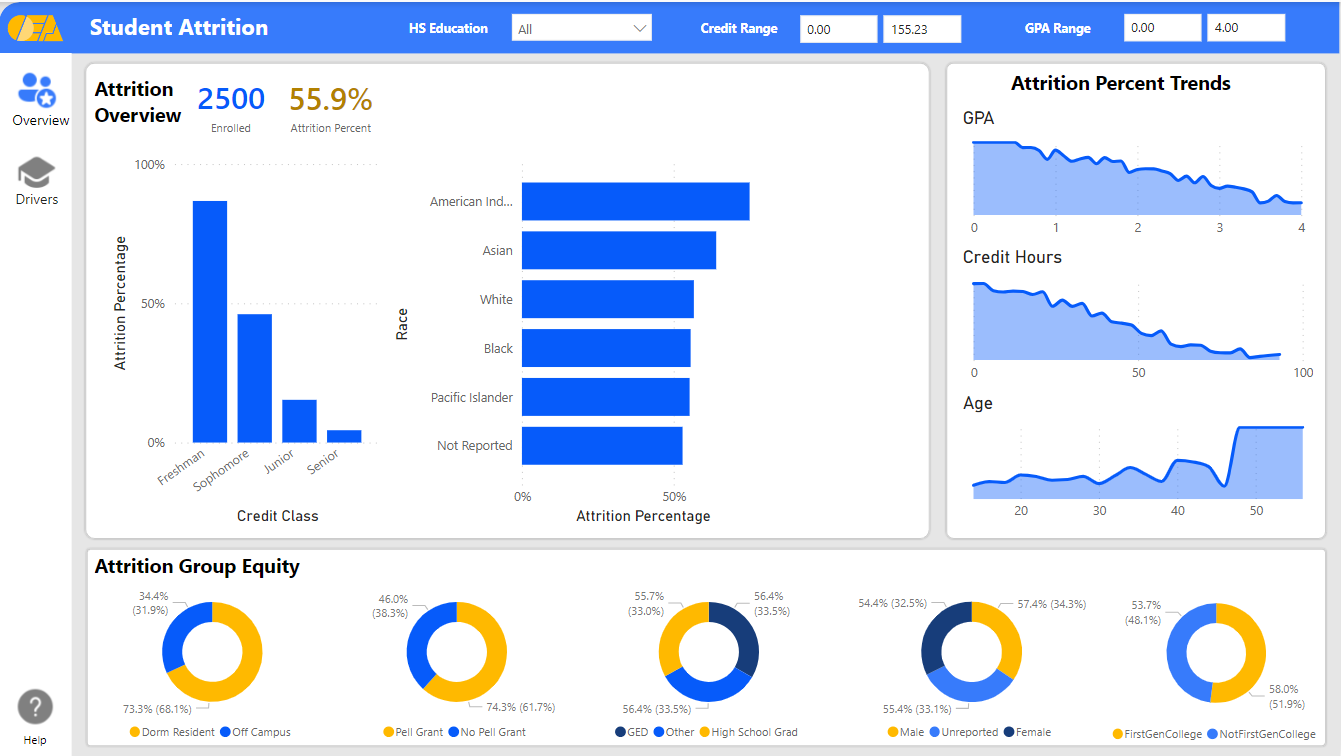 OEA
Student Attrition
HS Education
All
Credit Range
0.00
155.23
GPA Range
0.00
4.00
Overview
Drivers
Help
Attrition
Overview
2500
Enrolled
55.9%
Attrition Percent
Attrition Percentage
100%
50%
0%
Freshman
Sophomore
Junior
Senior
Credit Class
Race
American Ind...
Asian
White
Black
Pacific Islander
Not Reported
0%
50%
Attrition Percentage
Attrition Percent Trends
GPA
0 1 2 3 4
Credit Hours
0 50 100
Age
20 30 40 50
Attrition Group Equity
34.4%
(31.9%)
73.3% (68.1%)
Dorm Resident Off Campus
46.0%
(38.3%)
74.3% (61.7%)
Pell Grant No Pell Grant
55.7%
(33.0%)
56.4%
(33.5%)
56.4% (33.5%)
GED Other High School Grad
54.4% (32.5%)
57.4% (34.3%)
55.4% (33.1%)
Male Unreported Female
53.7%
(48.1%)
58.0%
(51.9%)
FirstGenCollege NotFirstGenCollege